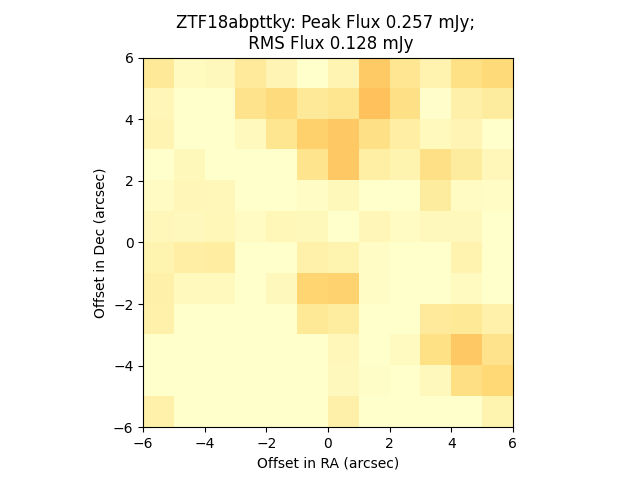 ZTF18abpttky: Peak Flux 0.257 mJy;
RMS Flux 0.128 mJy
6
4
2
0
−2
−4
−6
Offset in Dec (arcsec)
−6 −4 −2 0 2 4 6
Offset in RA (arcsec)